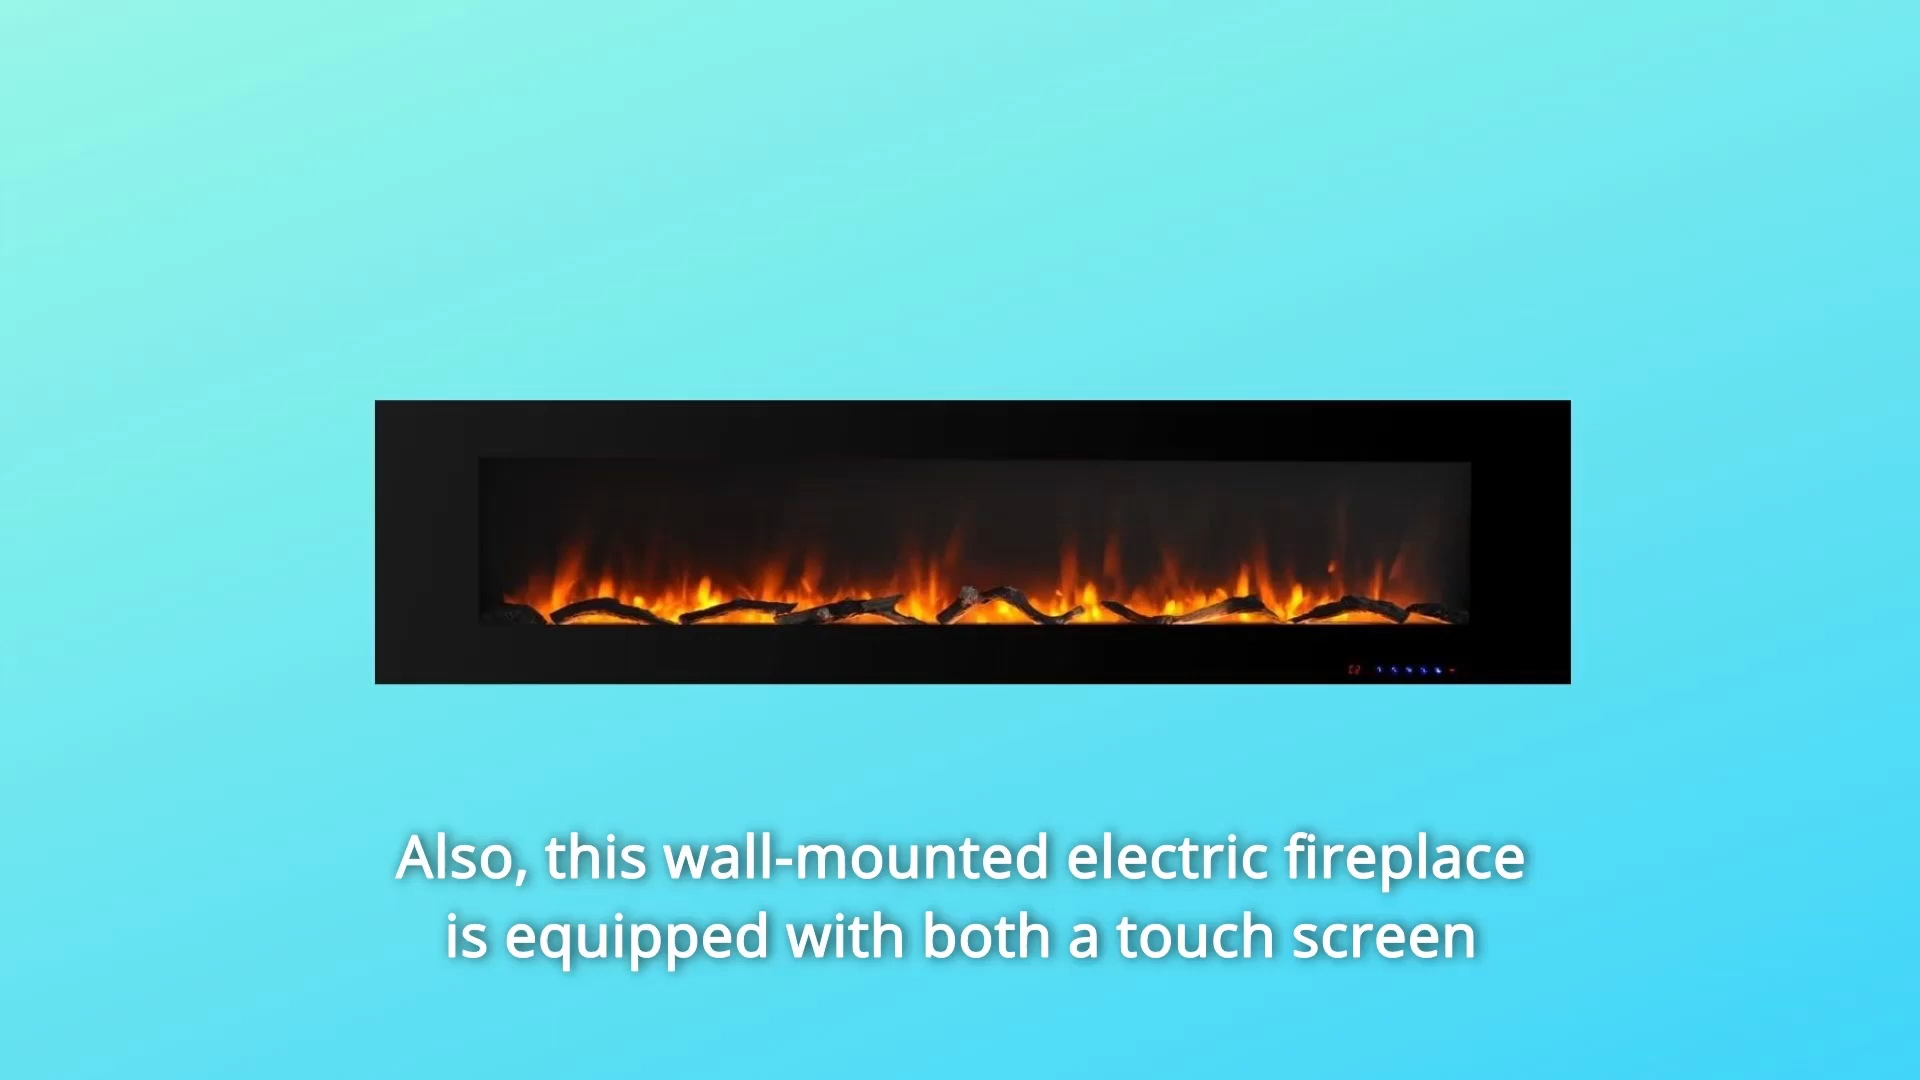 Also, this wall-mounted electric fireplace
is equipped with both a touch screen